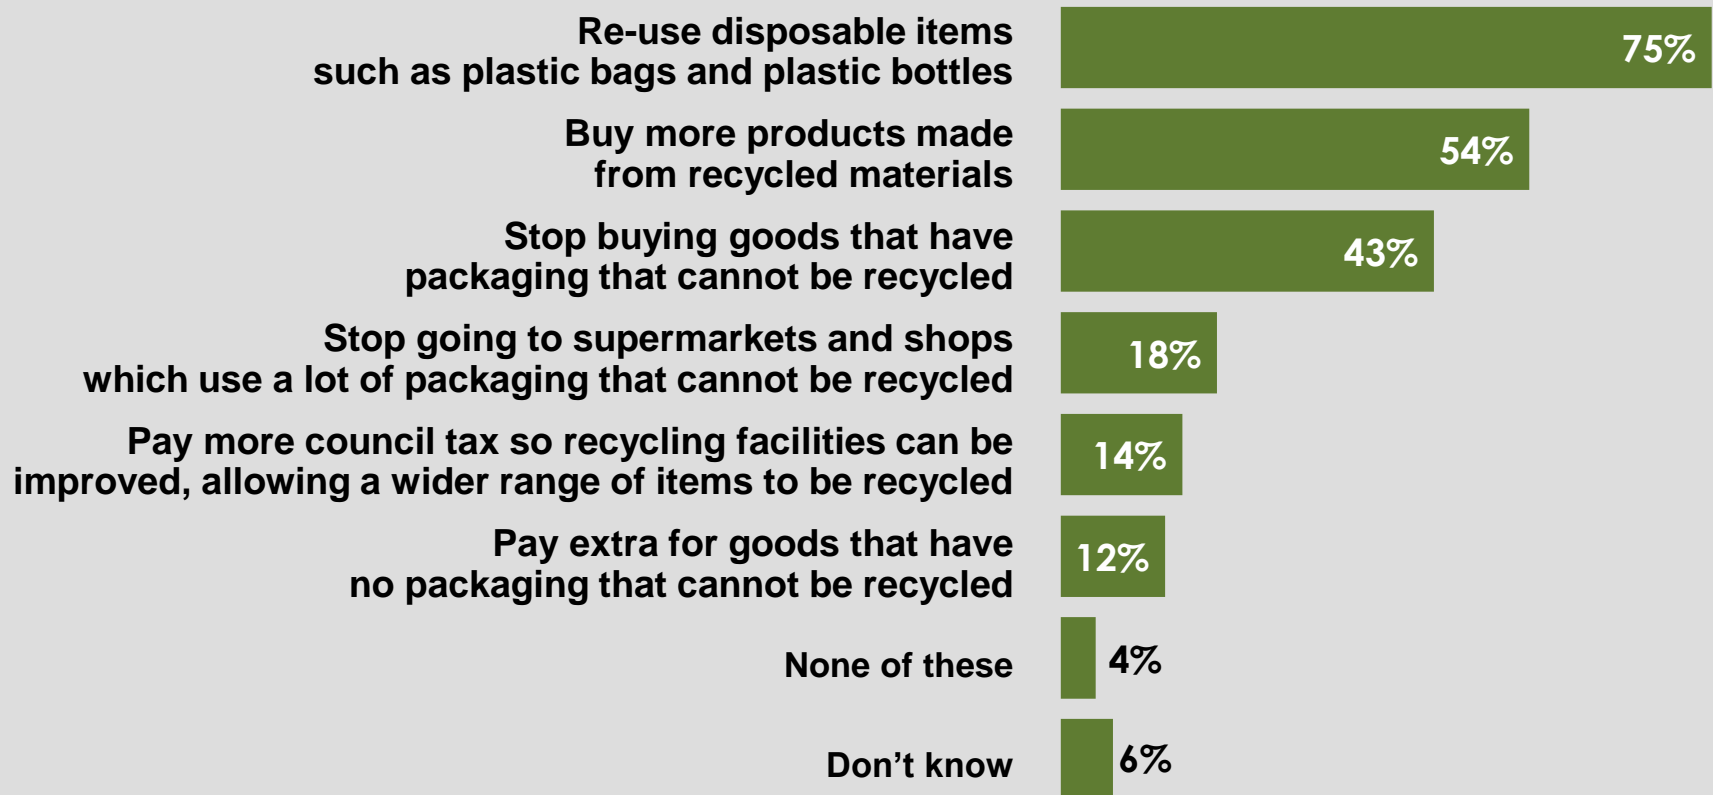 Re-use disposable items
such as plastic bags and plastic bottles
75%
Buy more products made
from recycled materials
54%
Stop buying goods that have
packaging that cannot be recycled
43%
Stop going to supermarkets and shops
which use a lot of packaging that cannot be recycled
18%
Pay more council tax so recycling facilities can be
improved, allowing a wider range of items to be recycled
14%
Pay extra for goods that have
no packaging that cannot be recycled
12%
None of these
4%
Don’t know
6%